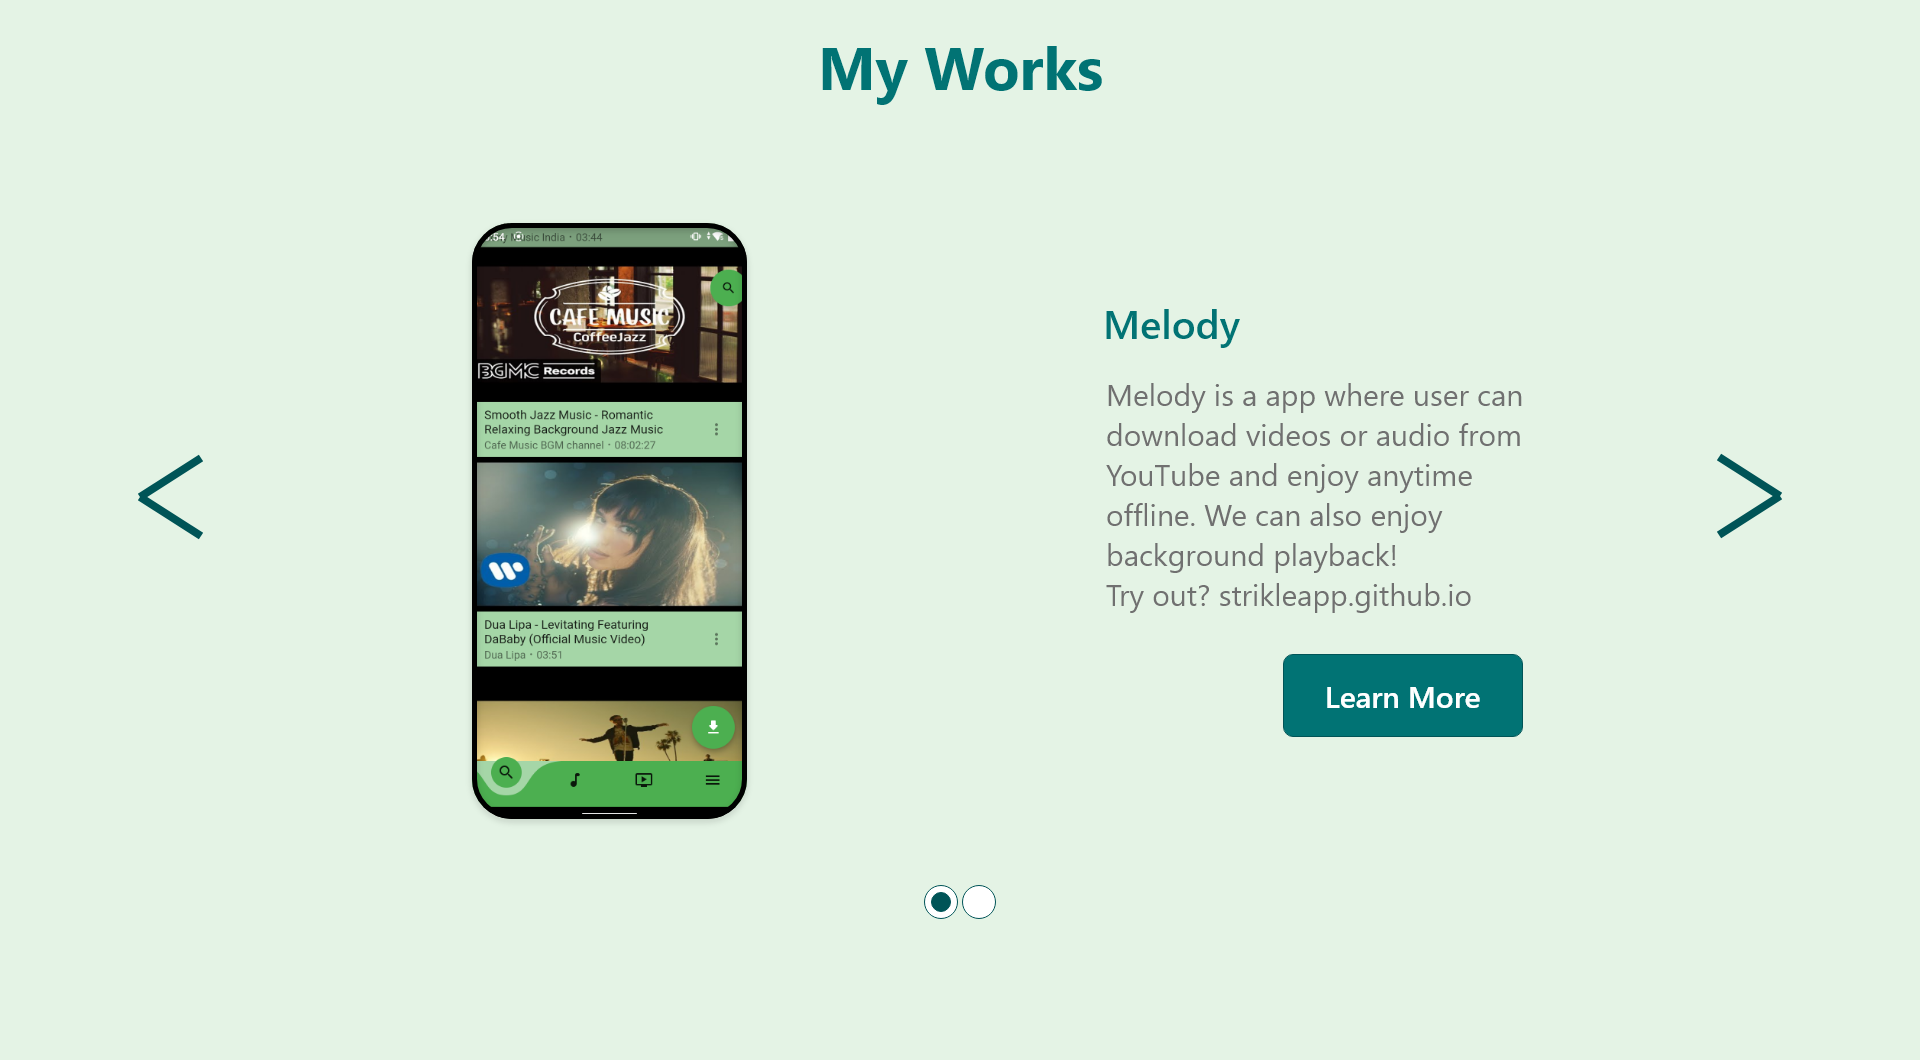 My Works
Music India • 03:44
CAFE MUSIC
CoffeeJazz
BGMC Records
Smooth Jazz Music - Romantic
Relaxing Background Jazz Music
Cafe Music BGM channel • 08:02:27
Dua Lipa - Levitating Featuring
DaBaby (Official Music Video)
Dua Lipa • 03:51
Melody
Melody is a app where user can
download videos or audio from
YouTube and enjoy anytime
offline. We can also enjoy
background playback!
Try out? strikleapp.github.io
Learn More